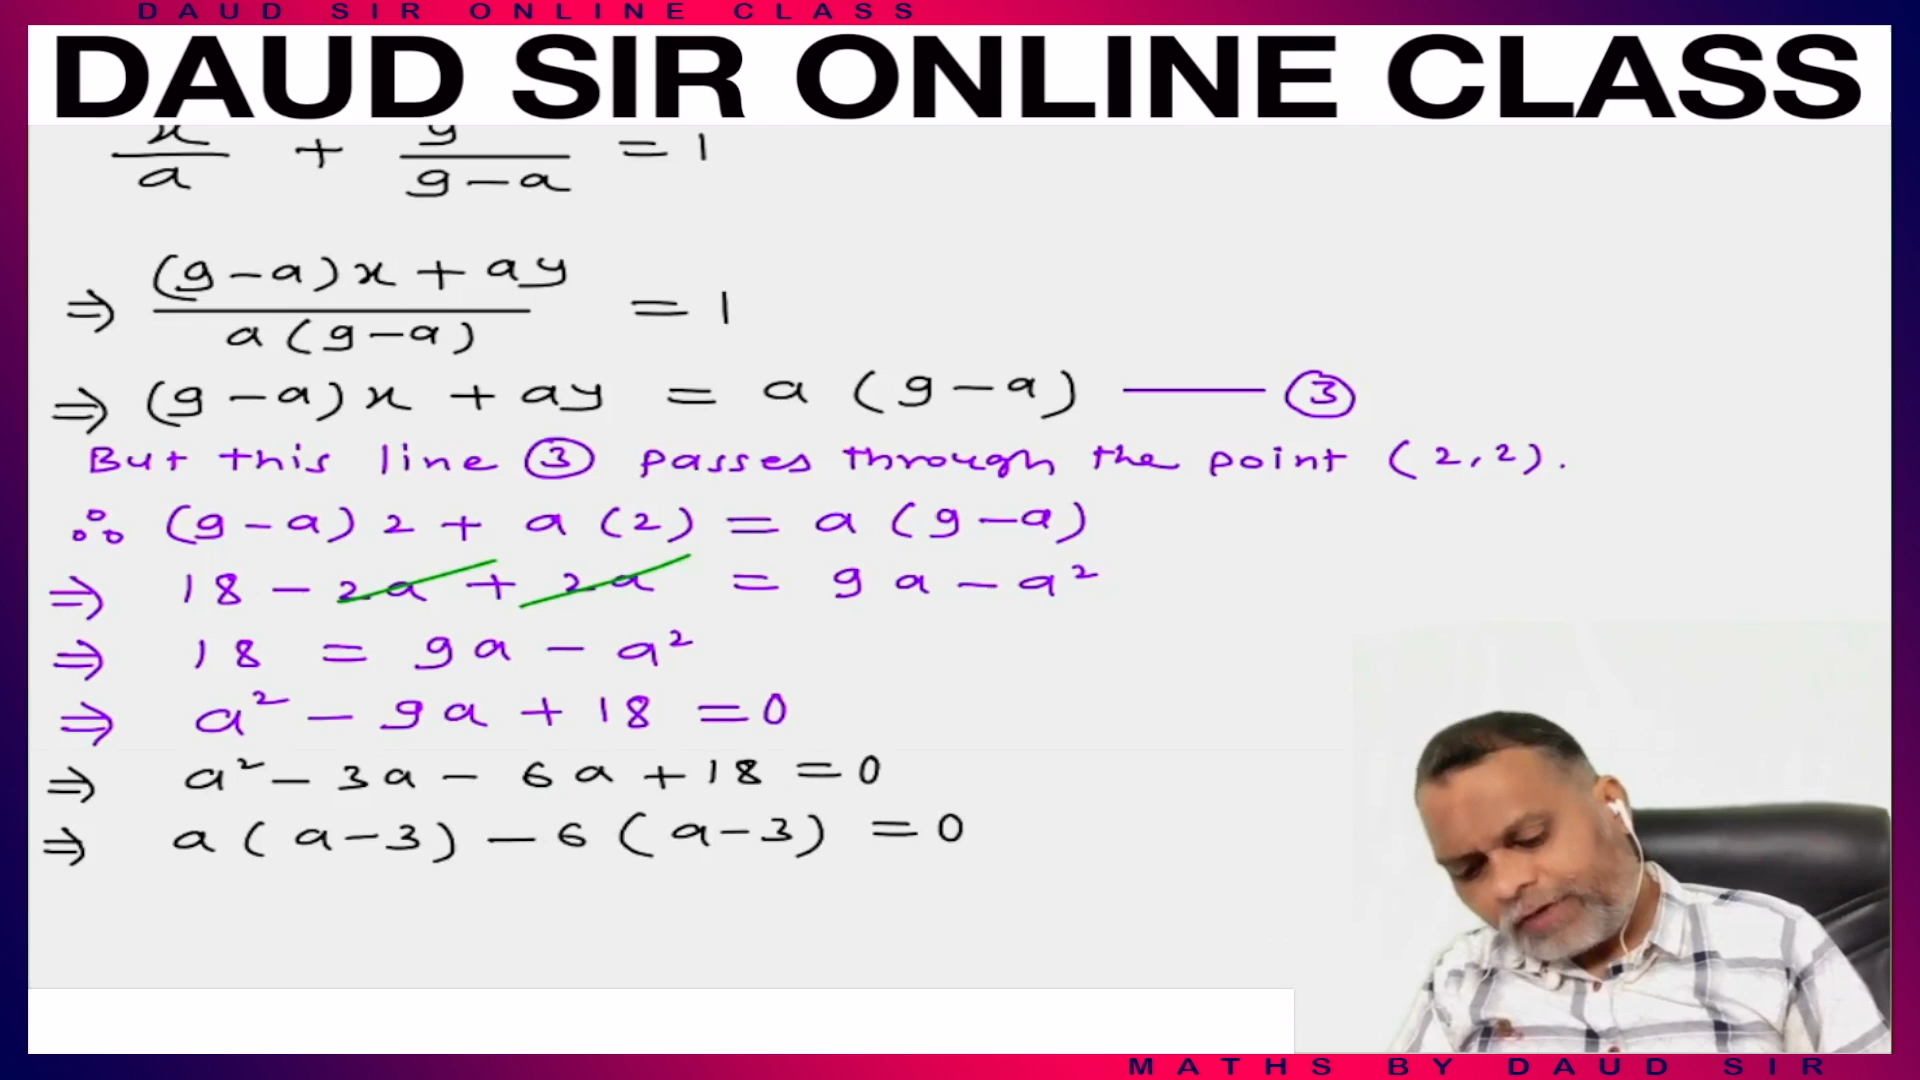 DAUD SIR ONLINE CLASS
DAUD SIR ONLINE CLASS
x/a + y/(9-a) = 1
⇒ ((9-a)x + ay)/(a(9-a)) = 1
⇒ (9-a)x + ay = a(9-a) —— ③
But this line ③ passes through the point (2,2).
∴ (9-a)2 + a(2) = a(9-a)
⇒ 18 - 2a + 2a = 9a - a²
⇒ 18 = 9a - a²
⇒ a² - 9a + 18 = 0
⇒ a² - 3a - 6a + 18 = 0
⇒ a(a-3) - 6(a-3) = 0
MATHS BY DAUD SIR